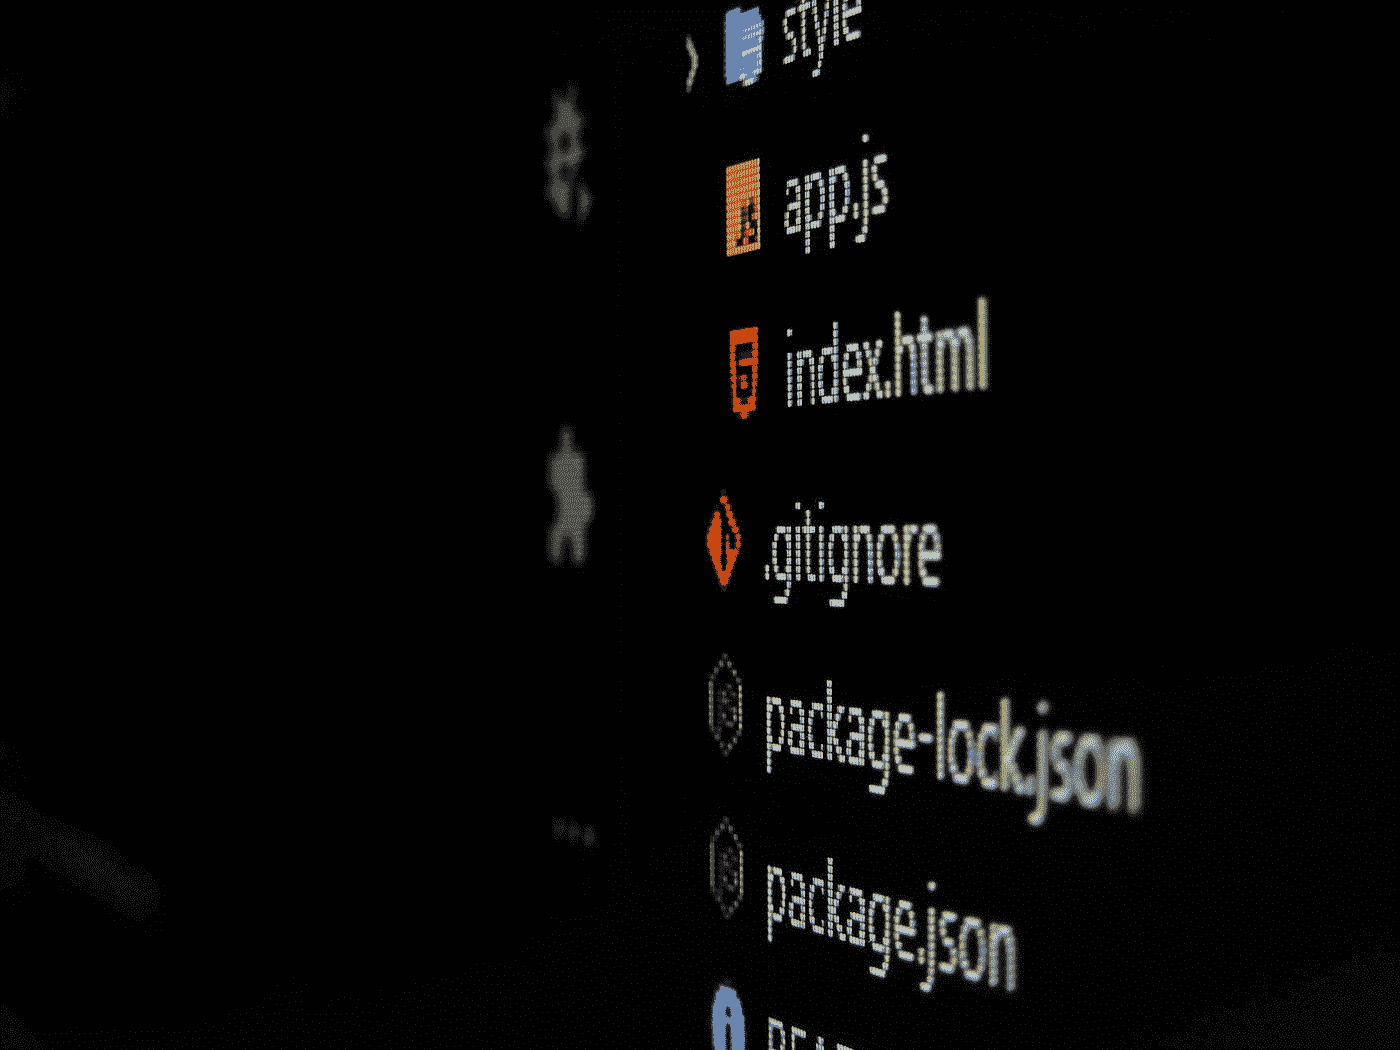 style
app.js
index.html
.gitignore
package-lock.json
package.json